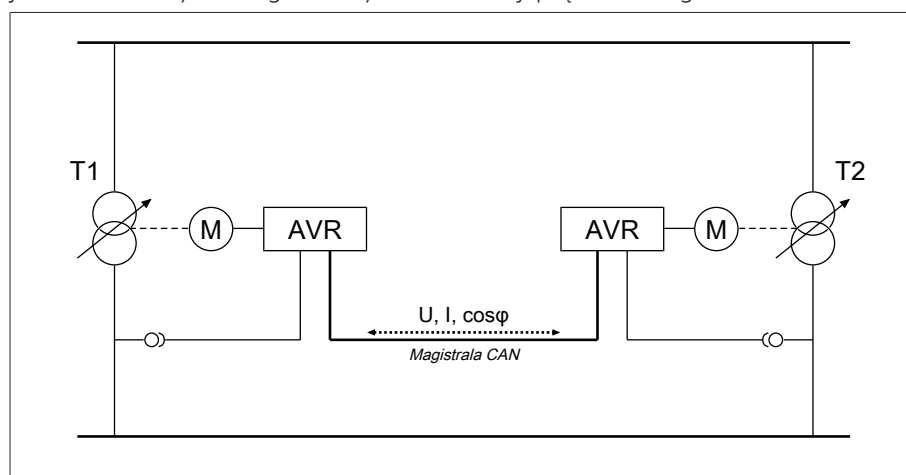 T1
T2
M
AVR
AVR
M
U, I, cosφ
Magistrala CAN